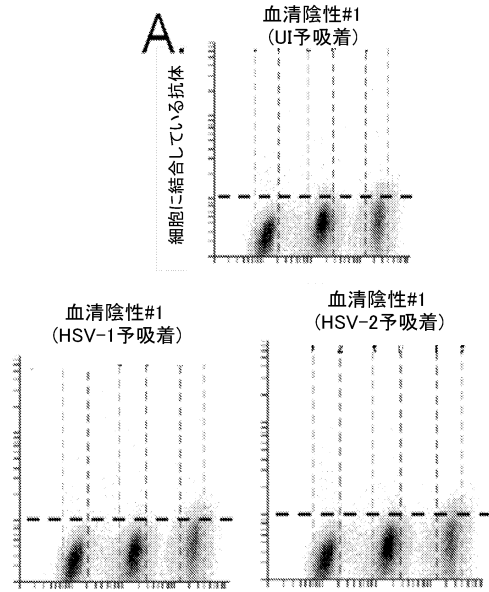 A.
血清陰性#1
(UI予吸着)
細胞に結合している抗体
血清陰性#1
(HSV-1予吸着)
血清陰性#1
(HSV-2予吸着)